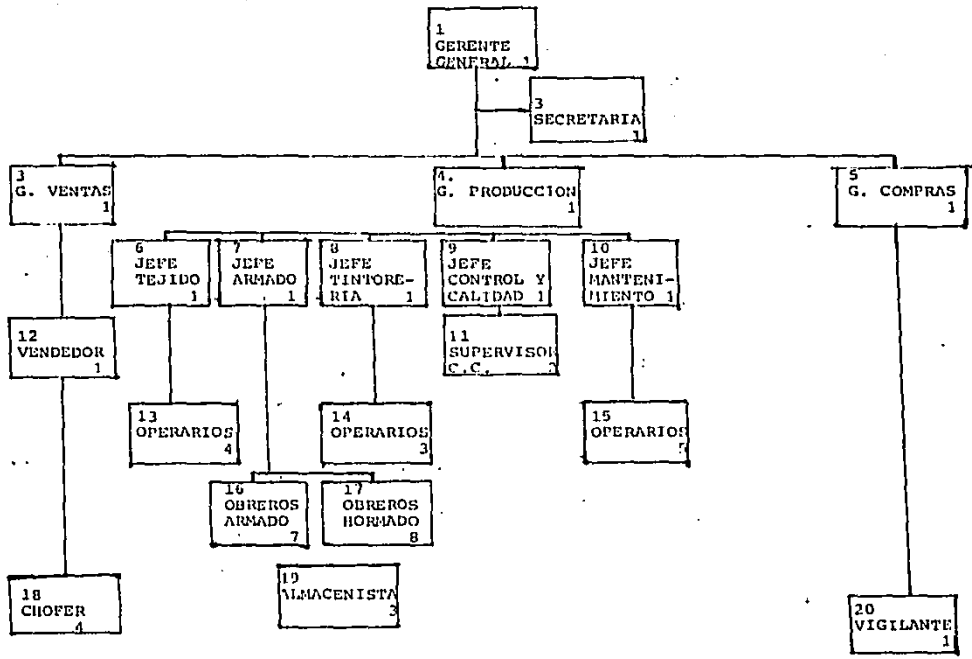 1
GERENTE
GENERAL 1
3
SECRETARIA
1
3
G. VENTAS
1
4.
G. PRODUCCION
1
5
G. COMPRAS
1
6
JEFE
TEJIDO
1
7
JEFE
ARMADO
1
8
JEFE
TINTORE-
RIA 1
9
JEFE
CONTROL Y
CALIDAD 1
10
JEFE
MANTENI-
MIENTO 1
12
VENDEDOR
1
11
SUPERVISOR
C.C.
13
OPERARIOS
4
14
OPERARIOS
3
15
OPERARIOS
5
16
OBREROS
ARMADO
7
17
OBREROS
HORMADO
8
18
CHOFER
4
19
ALMACENISTA
3
20
VIGILANTE
1